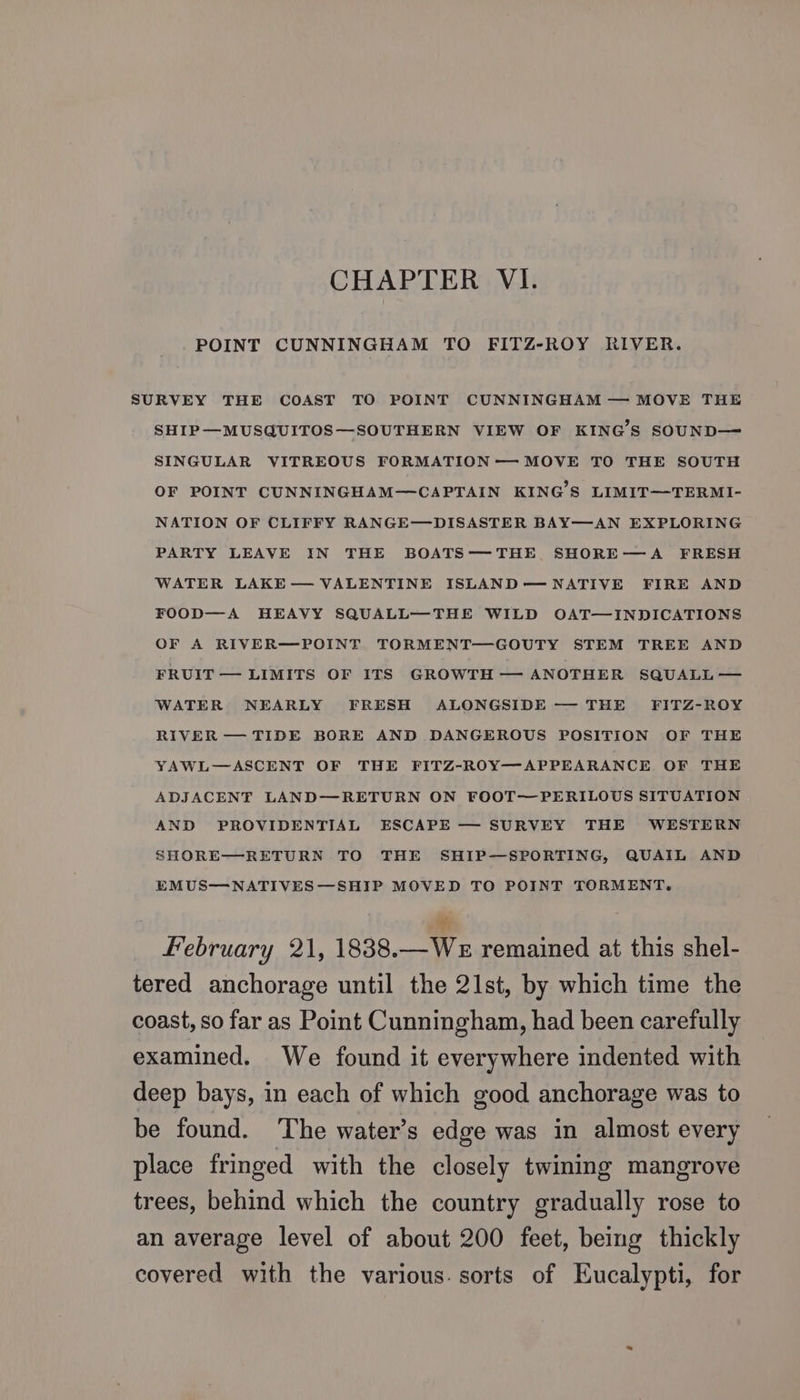 CHAPTER VI.
POINT CUNNINGHAM TO FITZ-ROY RIVER.
SURVEY THE COAST TO POINT CUNNINGHAM — MOVE THE
SHIP—MUSQUITOS—SOUTHERN VIEW OF KING'S SOUND—
SINGULAR VITREOUS FORMATION — MOVE TO THE SOUTH
OF POINT CUNNINGHAM—CAPTAIN KING'S LIMIT—TERMI-
NATION OF CLIFFY RANGE—DISASTER BAY—AN EXPLORING
PARTY LEAVE IN THE BOATS — THE SHORE — A FRESH
WATER LAKE — VALENTINE ISLAND — NATIVE FIRE AND
FOOD—A HEAVY SQUALL—THE WILD OAT—INDICATIONS
OF A RIVER—POINT TORMENT—GOUTY STEM TREE AND
FRUIT — LIMITS OF ITS GROWTH — ANOTHER SQUALL —
WATER NEARLY FRESH ALONGSIDE — THE FITZ-ROY
RIVER — TIDE BORE AND DANGEROUS POSITION OF THE
YAWL—ASCENT OF THE FITZ-ROY—APPEARANCE OF THE
ADJACENT LAND—RETURN ON FOOT—PERILOUS SITUATION
AND PROVIDENTIAL ESCAPE — SURVEY THE WESTERN
SHORE—RETURN TO THE SHIP—SPORTING, QUAIL AND
EMUS—NATIVES—SHIP MOVED TO POINT TORMENT.
February 21, 1838.—WE remained at this shel-
tered anchorage until the 21st, by which time the
coast, so far as Point Cunningham, had been carefully
examined. We found it everywhere indented with
deep bays, in each of which good anchorage was to
be found. The water's edge was in almost every
place fringed with the closely twining mangrove
trees, behind which the country gradually rose to
an average level of about 200 feet, being thickly
covered with the various sorts of Eucalypti, for